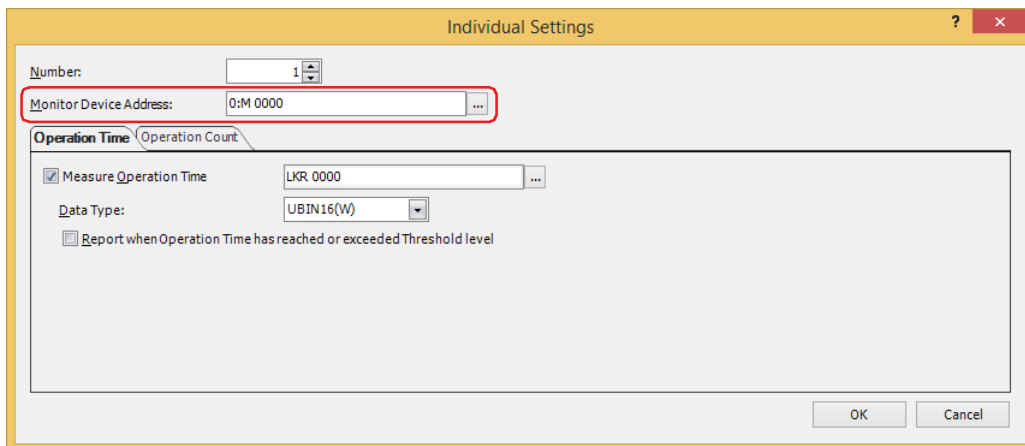 Individual Settings
? ×
Number: 1
Monitor Device Address: 0:M 0000 ...
Operation Time Operation Count
Measure Operation Time LKR 0000 ...
Data Type: UBIN16(W)
Report when Operation Time has reached or exceeded Threshold level
OK Cancel